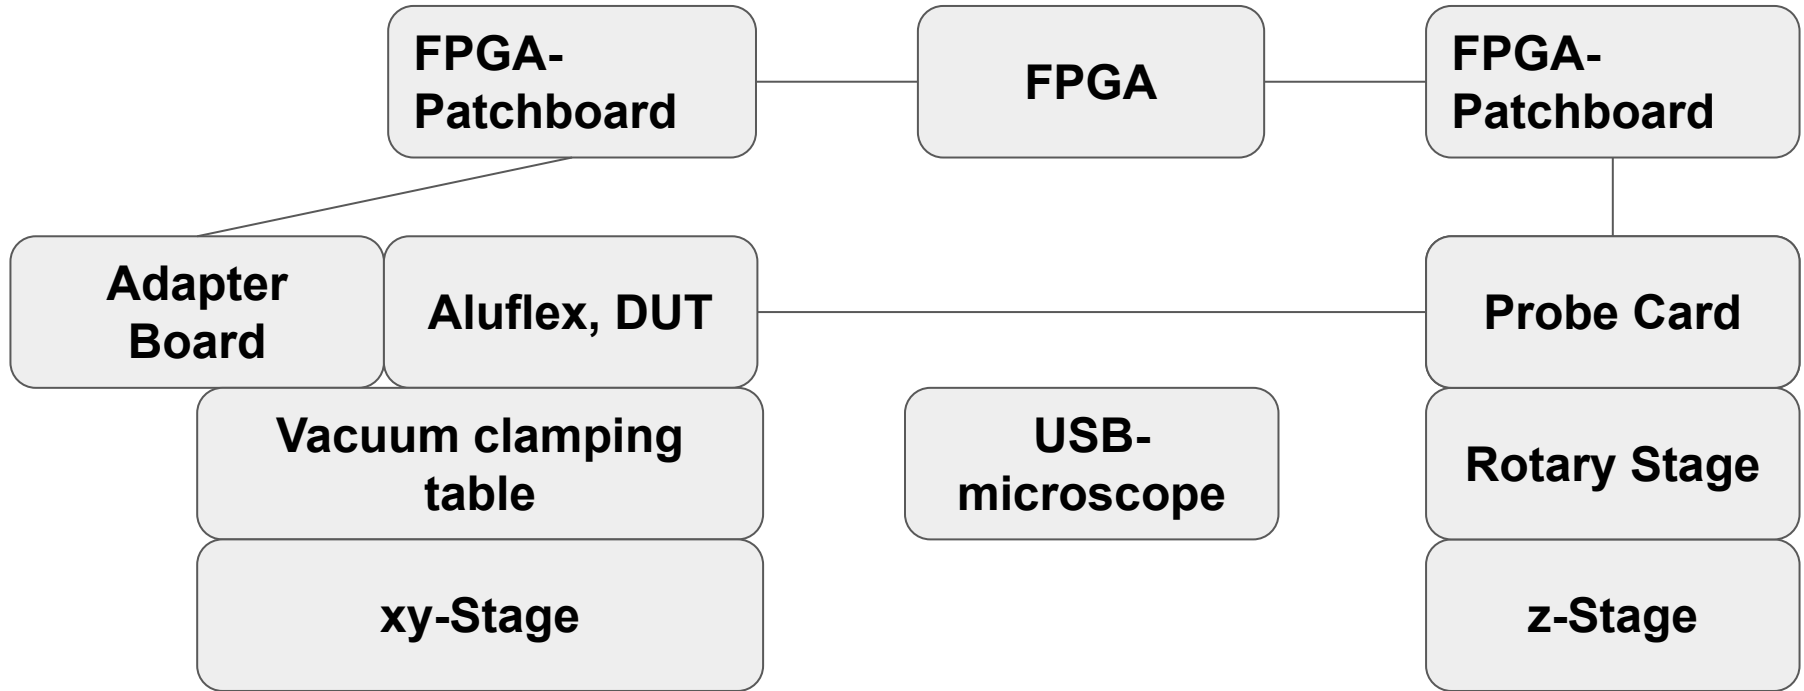 FPGA-
Patchboard
FPGA
FPGA-
Patchboard
Adapter
Board
Aluflex, DUT
Probe Card
Vacuum clamping
table
USB-
microscope
Rotary Stage
xy-Stage
z-Stage